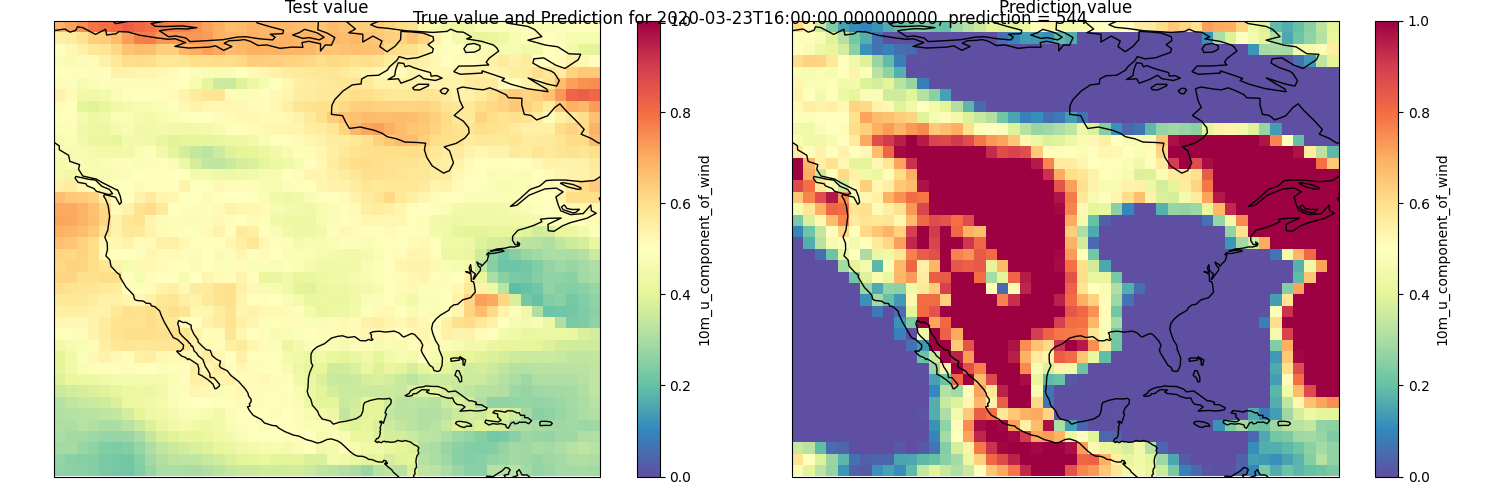 Test value
True value and Prediction for 2020-03-23T16:00:00.000000000, prediction = 544
Prediction value
1.0
0.8
0.6
0.4
0.2
0.0
10m_u_component_of_wind
1.0
0.8
0.6
0.4
0.2
0.0
10m_u_component_of_wind